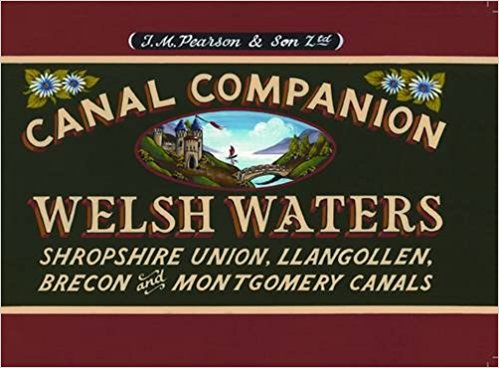 (J.M. Pearson & Son Ltd)
CANAL COMPANION
WELSH WATERS
SHROPSHIRE UNION, LLANGOLLEN,
BRECON and MONTGOMERY CANALS